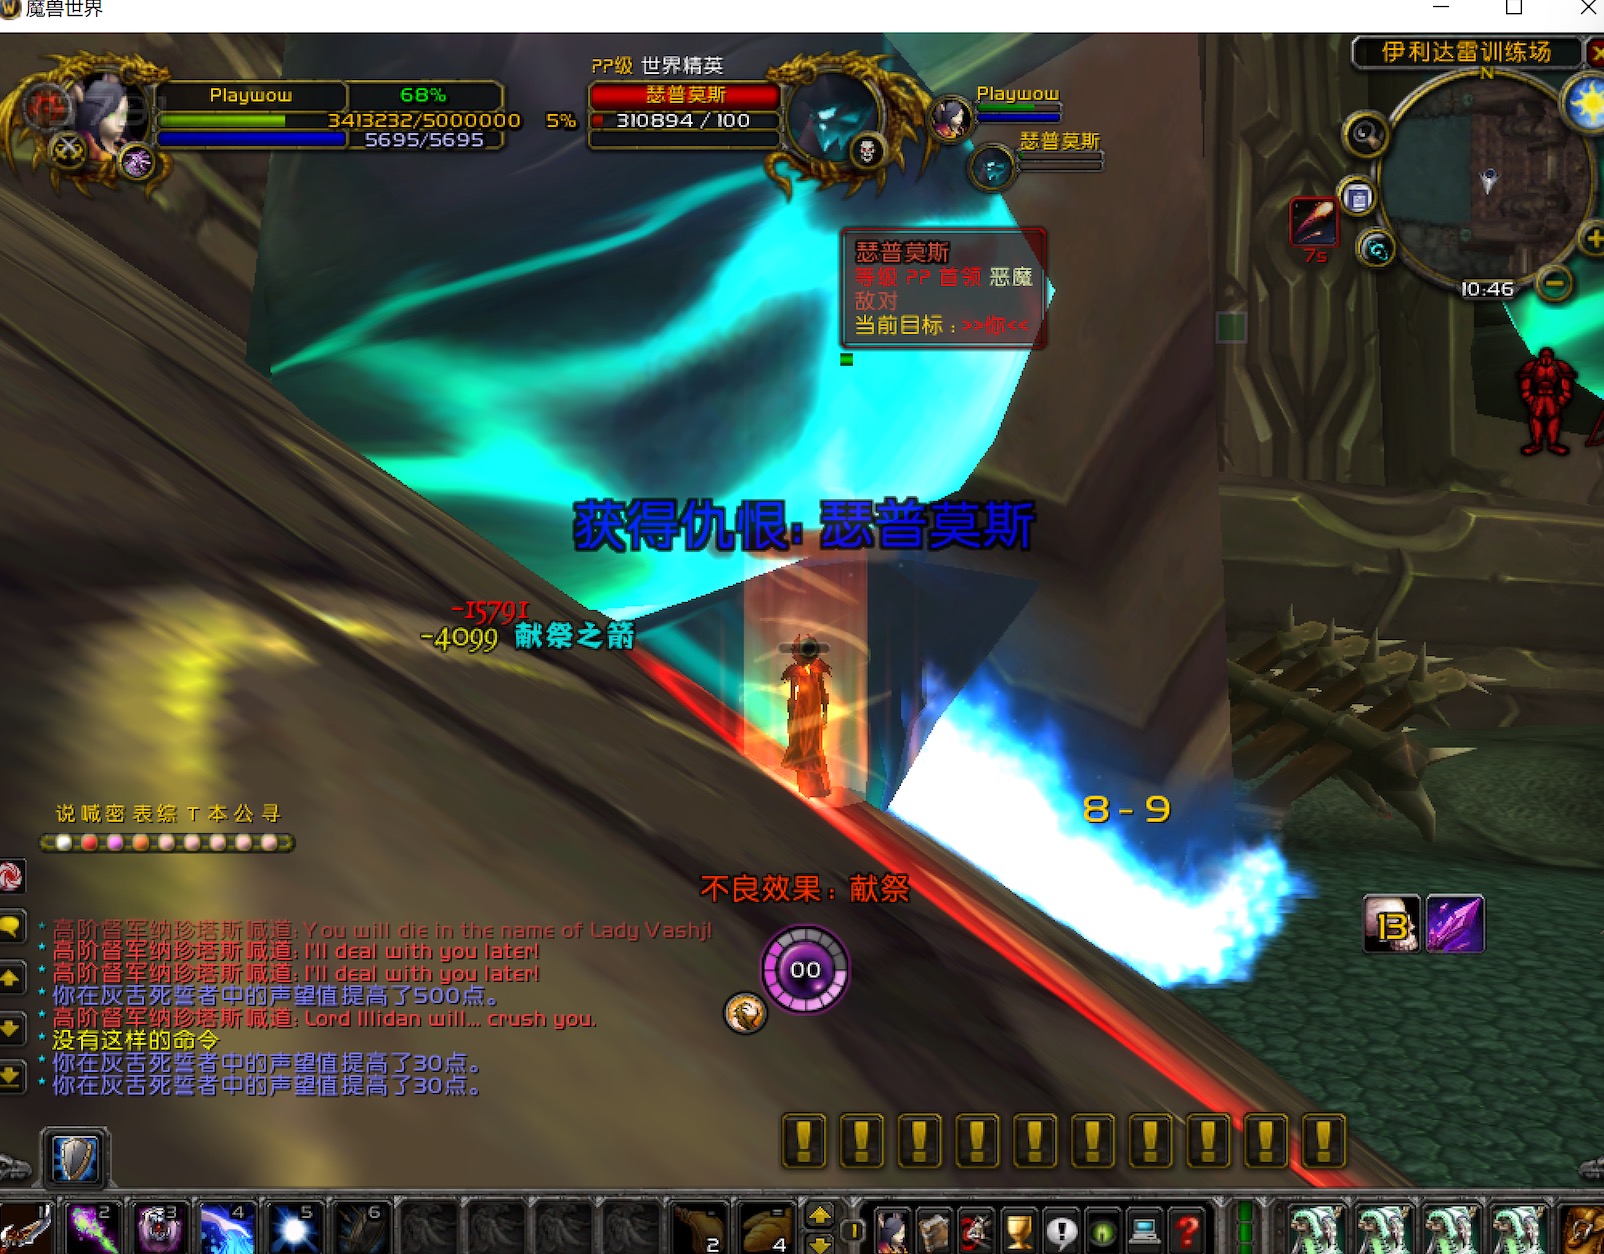 魔兽世界
??级 世界精英
伊利达雷训练场
N
Playwow
68%
瑟普莫斯
3413232/5000000
5%
310894 / 100
5695/5695
Playwow
瑟普莫斯
7s
10:46
瑟普莫斯
等级 ?? 首领 恶魔
敌对
当前目标 : >>你<<
获得仇恨: 瑟普莫斯
-15791
-4099 献祭之箭
8 - 9
说 喊 密 表 综 T 本 公 寻
不良效果: 献祭
13
00
* 高阶督军纳珍塔斯喊道: You will die in the name of Lady Vashj!
* 高阶督军纳珍塔斯喊道: I'll deal with you later!
* 高阶督军纳珍塔斯喊道: I'll deal with you later!
* 你在灰舌死誓者中的声望值提高了500点。
* 高阶督军纳珍塔斯喊道: Lord Illidan will... crush you.
* 没有这样的命令
* 你在灰舌死誓者中的声望值提高了30点。
* 你在灰舌死誓者中的声望值提高了30点。
1 2 3 4 5 6 = 2 4 1